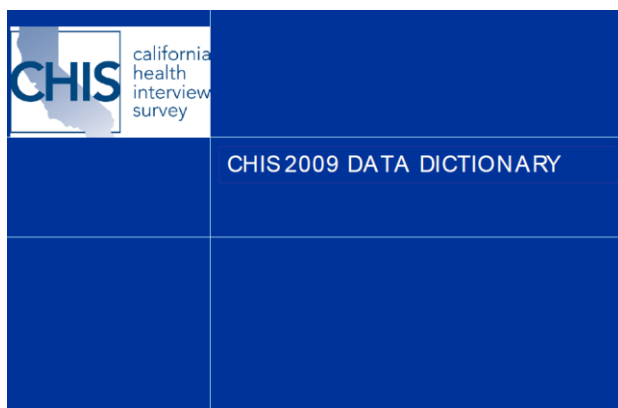 CHIS
california
health
interview
survey
CHIS 2009 DATA DICTIONARY